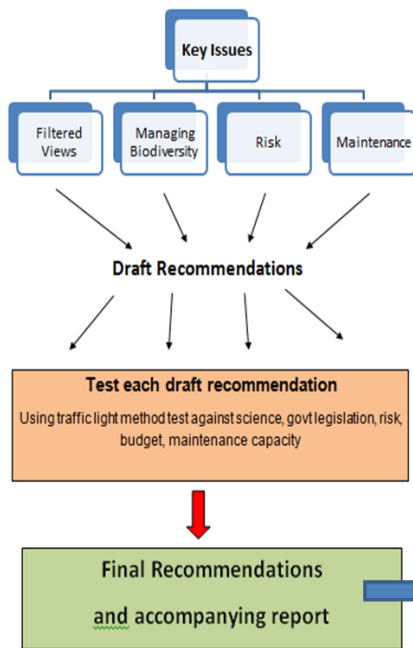 Key Issues
Filtered
Views
Managing
Biodiversity
Risk
Maintenance
Draft Recommendations
Test each draft recommendation
Using traffic light method test against science, govt legislation, risk,
budget, maintenance capacity
Final Recommendations
and accompanying report